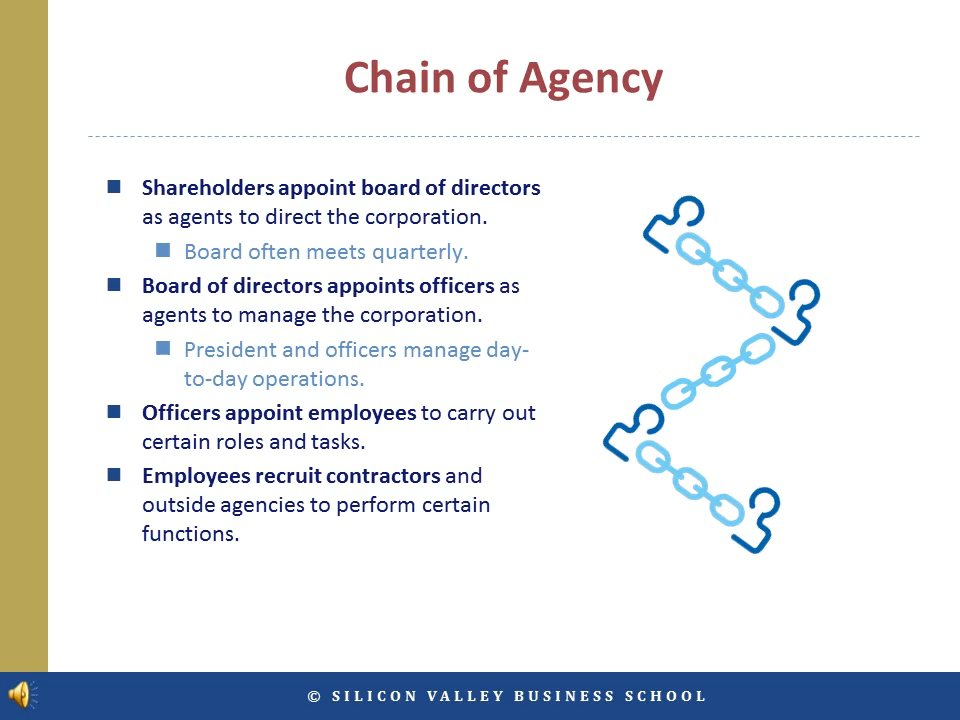 Chain of Agency
Shareholders appoint board of directors
as agents to direct the corporation.
Board often meets quarterly.
Board of directors appoints officers as
agents to manage the corporation.
President and officers manage day-
to-day operations.
Officers appoint employees to carry out
certain roles and tasks.
Employees recruit contractors and
outside agencies to perform certain
functions.
© SILICON VALLEY BUSINESS SCHOOL